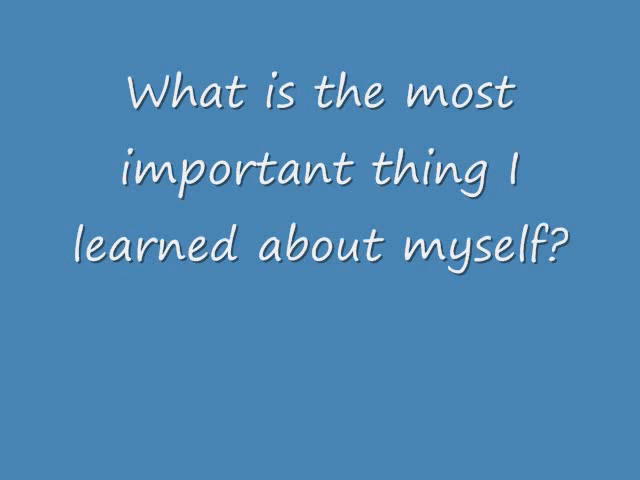 What is the most
important thing I
learned about myself?